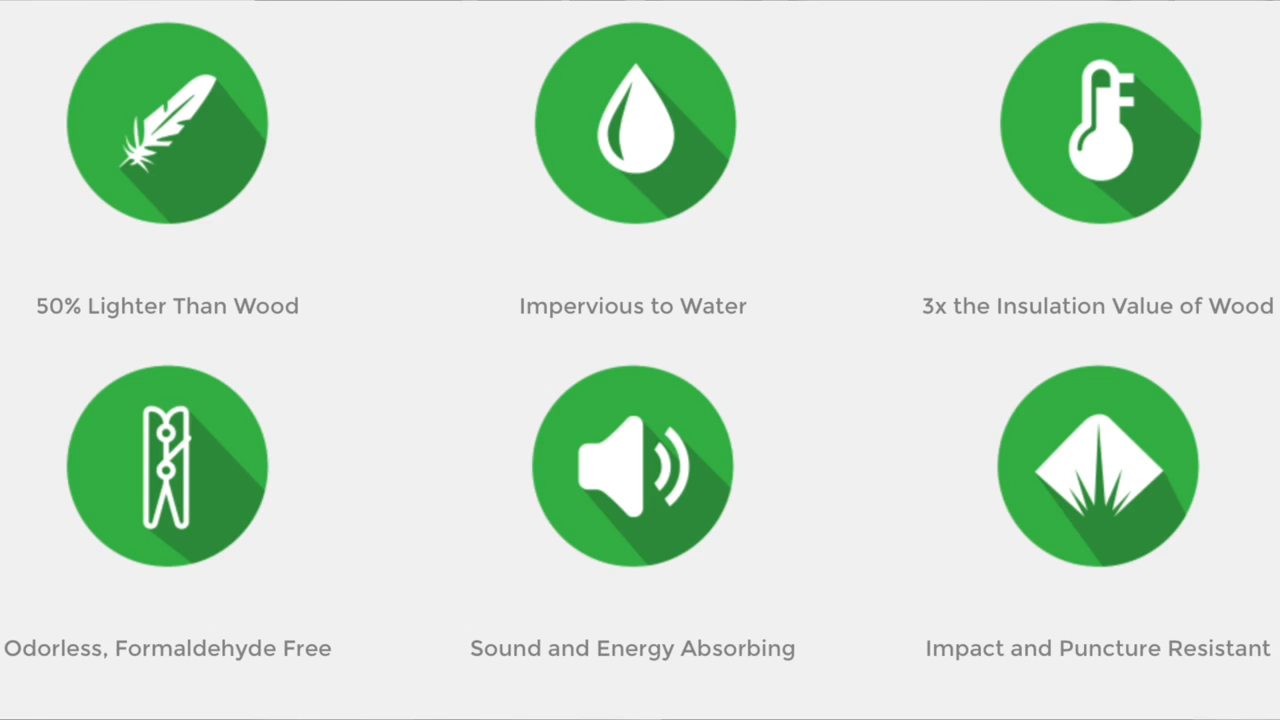 50% Lighter Than Wood
Impervious to Water
3x the Insulation Value of Wood
Odorless, Formaldehyde Free
Sound and Energy Absorbing
Impact and Puncture Resistant